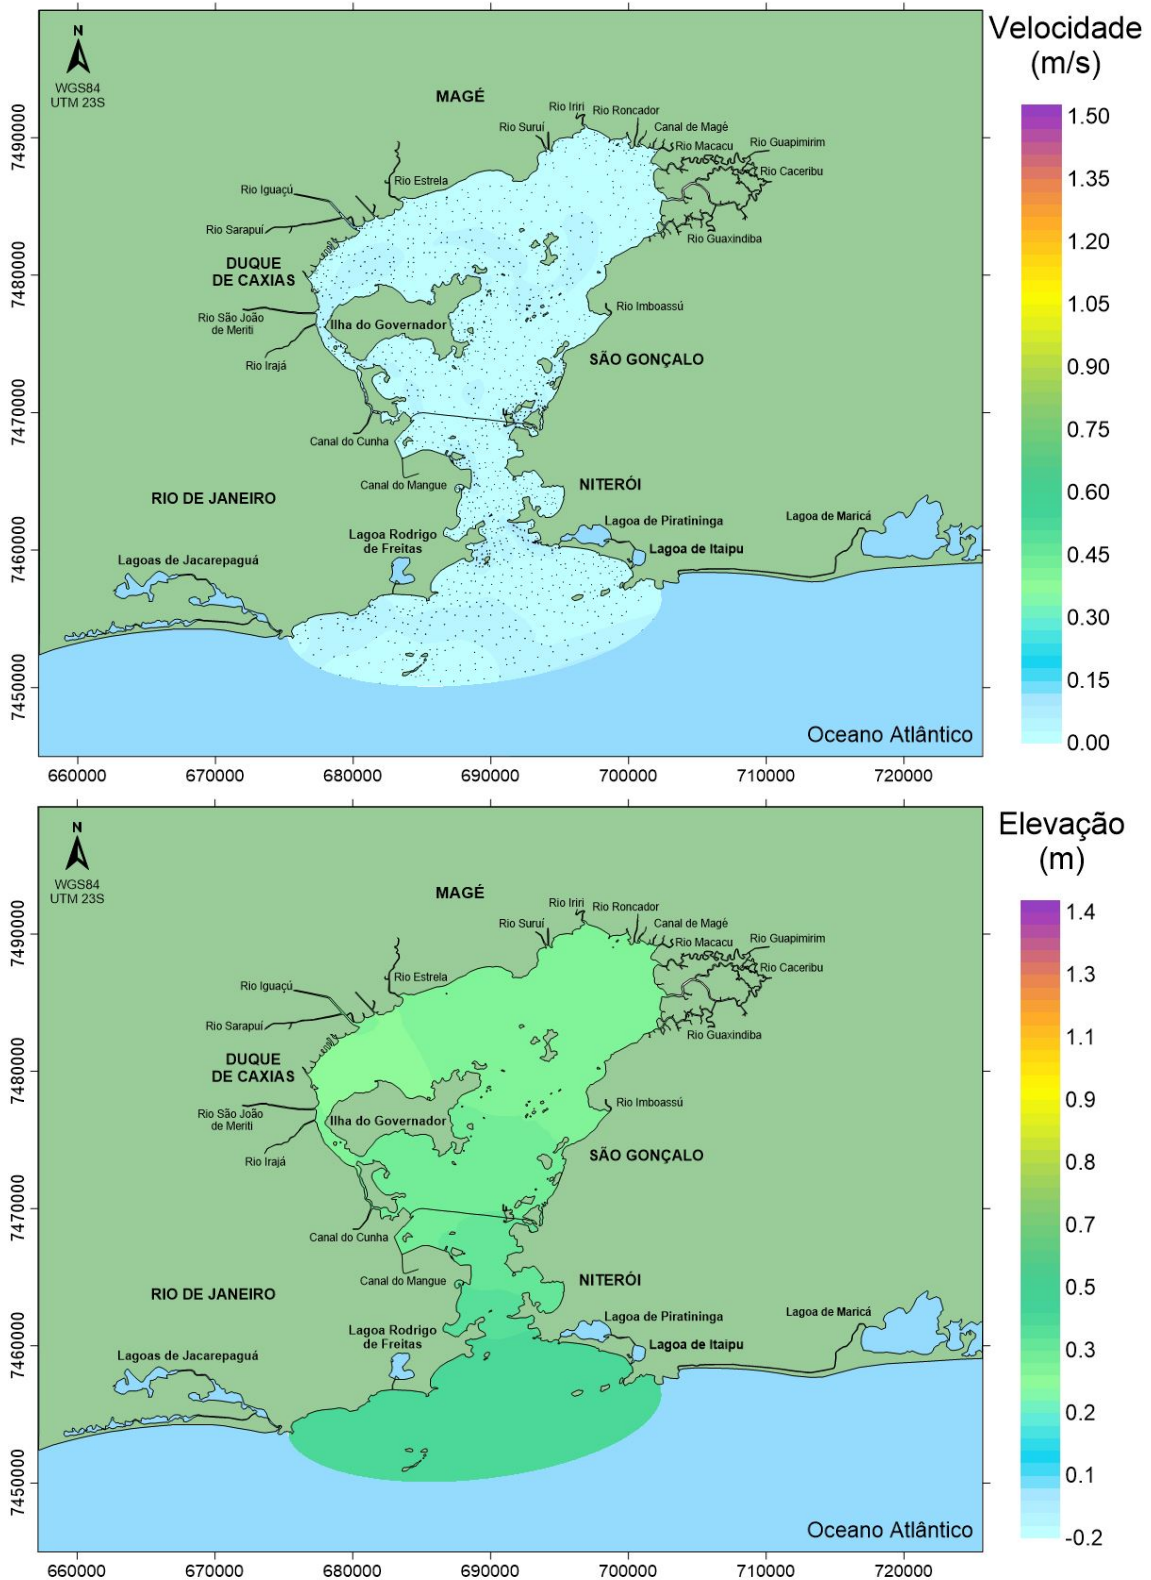 Velocidade
(m/s)
N
WGS84
UTM 23S
MAGÉ
Rio Iriri
Rio Roncador
Rio Suruí
Canal de Magé
Rio Macacu
Rio Guapimirim
Rio Caceribu
Rio Estrela
Rio Iguaçú
Rio Sarapuí
Rio Guaxindiba
DUQUE
DE CAXIAS
Rio São João
de Meriti
Ilha do Governador
Rio Imboassú
Rio Irajá
SÃO GONÇALO
Canal do Cunha
Canal do Mangue
NITERÓI
RIO DE JANEIRO
Lagoa de Piratininga
Lagoa de Maricá
Lagoa Rodrigo
de Freitas
Lagoa de Itaipu
Lagoas de Jacarepaguá
Oceano Atlântico
7490000
7480000
7470000
7460000
7450000
660000 670000 680000 690000 700000 710000 720000
1.50
1.35
1.20
1.05
0.90
0.75
0.60
0.45
0.30
0.15
0.00
Elevação
(m)
N
WGS84
UTM 23S
MAGÉ
Rio Iriri
Rio Roncador
Rio Suruí
Canal de Magé
Rio Macacu
Rio Guapimirim
Rio Caceribu
Rio Estrela
Rio Iguaçú
Rio Sarapuí
Rio Guaxindiba
DUQUE
DE CAXIAS
Rio São João
de Meriti
Ilha do Governador
Rio Imboassú
Rio Irajá
SÃO GONÇALO
Canal do Cunha
Canal do Mangue
NITERÓI
RIO DE JANEIRO
Lagoa de Piratininga
Lagoa de Maricá
Lagoa Rodrigo
de Freitas
Lagoa de Itaipu
Lagoas de Jacarepaguá
Oceano Atlântico
7490000
7480000
7470000
7460000
7450000
660000 670000 680000 690000 700000 710000 720000
1.4
1.3
1.1
0.9
0.8
0.7
0.5
0.3
0.2
0.1
-0.2